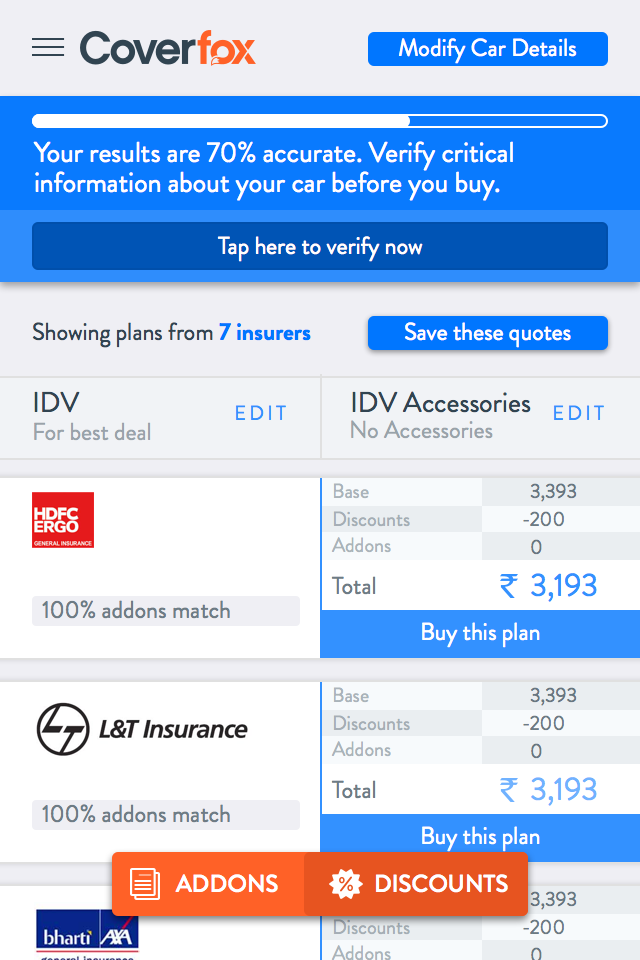 Coverfox
Modify Car Details
Your results are 70% accurate. Verify critical
information about your car before you buy.
Tap here to verify now
Showing plans from 7 insurers
Save these quotes
IDV
For best deal
EDIT
IDV Accessories
No Accessories
EDIT
HDFC
ERGO
GENERAL INSURANCE
100% addons match
Base 3,393
Discounts -200
Addons 0
Total ₹ 3,193
Buy this plan
L&T Insurance
100% addons match
Base 3,393
Discounts -200
Addons 0
Total ₹ 3,193
Buy this plan
ADDONS
DISCOUNTS
bharti AXA
general insurance
3,393
Discounts -200
Addons 0